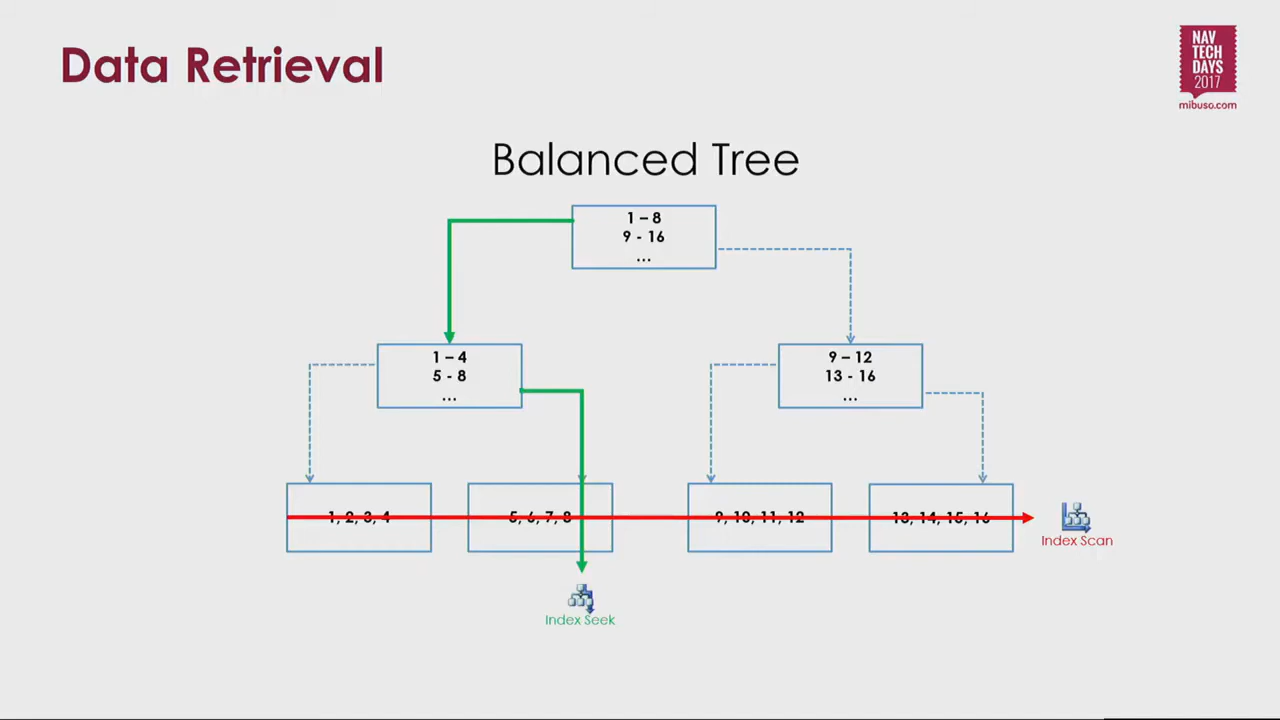 Data Retrieval
NAV
TECH
DAYS
2017
mibuso.com
Balanced Tree
1 – 8
9 - 16
...
1 – 4
5 - 8
...
9 – 12
13 - 16
...
1, 2, 3, 4
5, 6, 7, 8
9, 10, 11, 12
13, 14, 15, 16
Index Scan
Index Seek